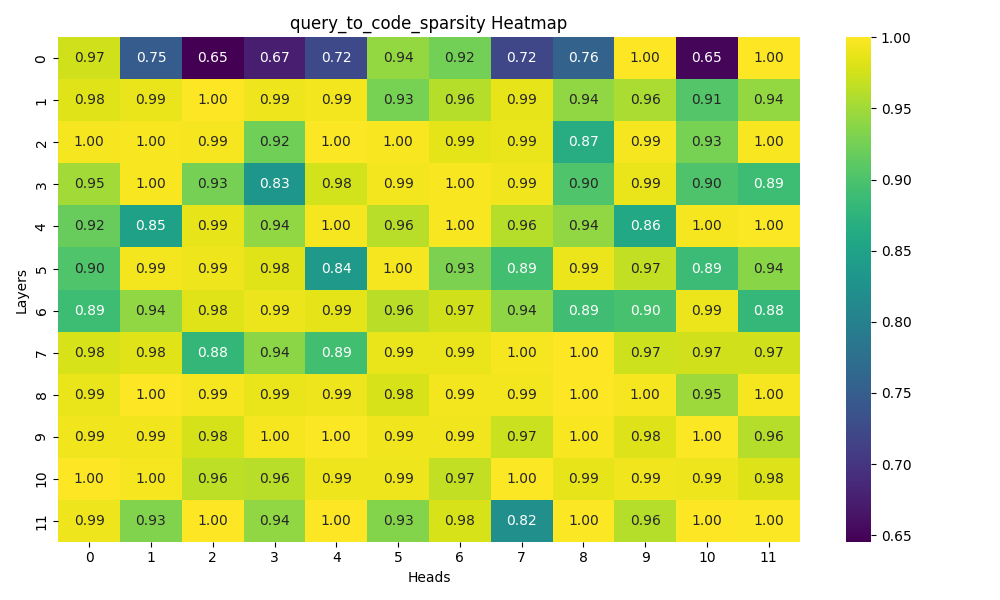 query_to_code_sparsity Heatmap
0 0.97 0.75 0.65 0.67 0.72 0.94 0.92 0.72 0.76 1.00 0.65 1.00
1 0.98 0.99 1.00 0.99 0.99 0.93 0.96 0.99 0.94 0.96 0.91 0.94
2 1.00 1.00 0.99 0.92 1.00 1.00 0.99 0.99 0.87 0.99 0.93 1.00
3 0.95 1.00 0.93 0.83 0.98 0.99 1.00 0.99 0.90 0.99 0.90 0.89
4 0.92 0.85 0.99 0.94 1.00 0.96 1.00 0.96 0.94 0.86 1.00 1.00
5 0.90 0.99 0.99 0.98 0.84 1.00 0.93 0.89 0.99 0.97 0.89 0.94
6 0.89 0.94 0.98 0.99 0.99 0.96 0.97 0.94 0.89 0.90 0.99 0.88
7 0.98 0.98 0.88 0.94 0.89 0.99 0.99 1.00 1.00 0.97 0.97 0.97
8 0.99 1.00 0.99 0.99 0.99 0.98 0.99 0.99 1.00 1.00 0.95 1.00
9 0.99 0.99 0.98 1.00 1.00 0.99 0.99 0.97 1.00 0.98 1.00 0.96
10 1.00 1.00 0.96 0.96 0.99 0.99 0.97 1.00 0.99 0.99 0.99 0.98
11 0.99 0.93 1.00 0.94 1.00 0.93 0.98 0.82 1.00 0.96 1.00 1.00
0 1 2 3 4 5 6 7 8 9 10 11
Heads
Layers
1.00
0.95
0.90
0.85
0.80
0.75
0.70
0.65